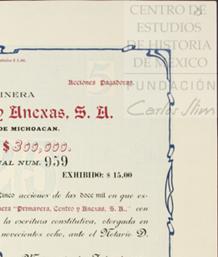 CENTRO DE
ESTUDIOS
DE HISTORIA
DE MEXICO
FUNDACIÓN
Carlos Slim
Acciones Pagadoras.
INERA
y Anexas, S. A.
DE MICHOACAN.
$300,000.
AL NUM. 959
EXHIBIDO: $ 15.00
Cinco acciones de las doce mil en que es-
nera "Primavera, Centro y Anexas, S. A." con
la escritura constitutiva, otorgada en
novecientos ocho, ante el Notario D.